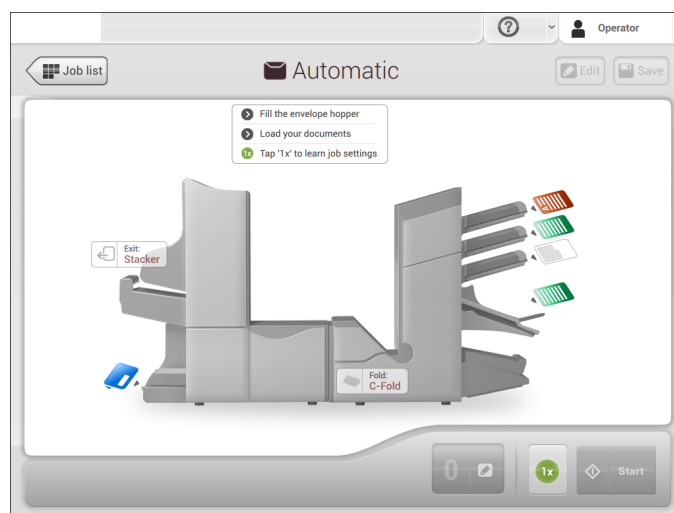 Operator
Job list
Automatic
Edit
Save
Fill the envelope hopper
Load your documents
1x Tap '1x' to learn job settings
Exit:
Stacker
Fold:
C-Fold
0
1x
Start